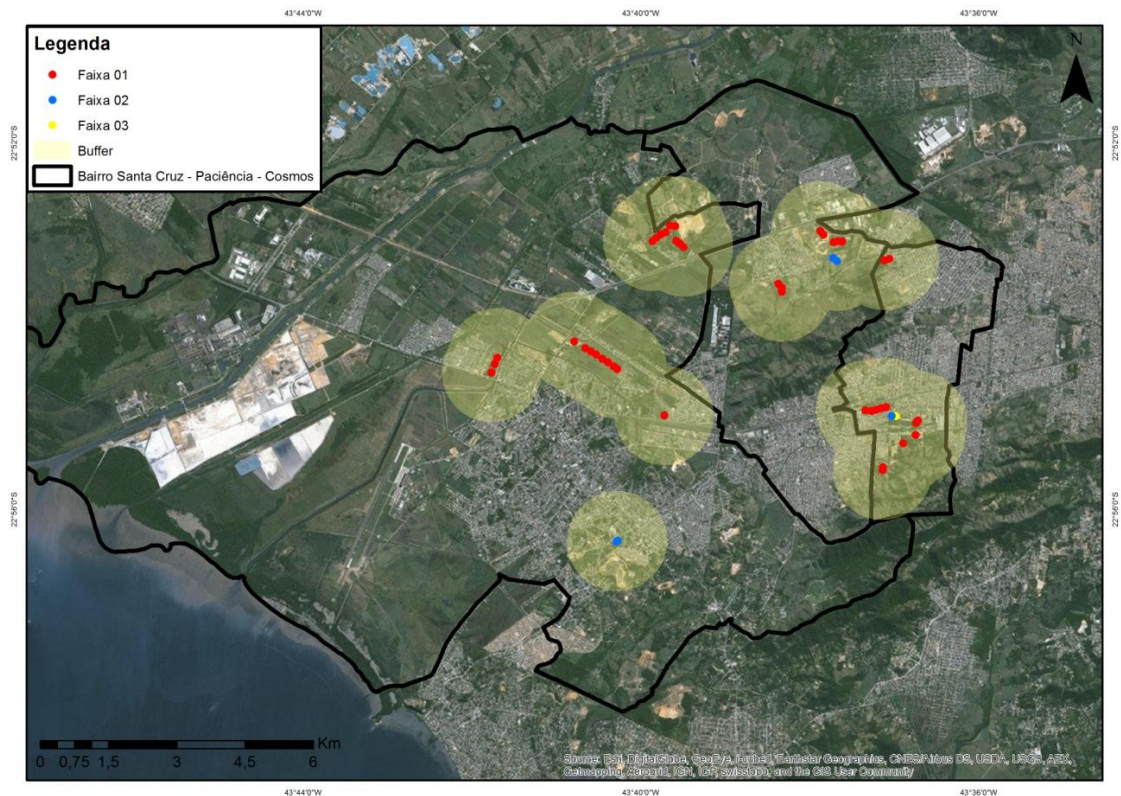 43°44'0"W 43°40'0"W 43°36'0"W
Legenda
Faixa 01
Faixa 02
Faixa 03
Buffer
Bairro Santa Cruz - Paciência - Cosmos
N
22°52'0"S 22°52'0"S
22°56'0"S 22°56'0"S
Km
0 0,75 1,5 3 4,5 6
Source: Esri, DigitalGlobe, GeoEye, i-cubed, Earthstar Geographics, CNES/Airbus DS, USDA, USGS, AEX,
Getmapping, Aerogrid, IGN, IGP, swisstopo, and the GIS User Community
43°44'0"W 43°40'0"W 43°36'0"W